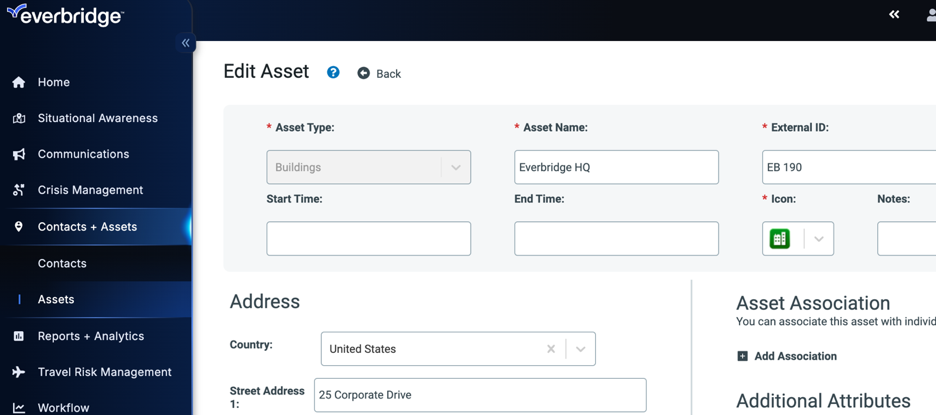 everbridge™
Home
Situational Awareness
Communications
Crisis Management
Contacts + Assets
Contacts
Assets
Reports + Analytics
Travel Risk Management
Workflow
Edit Asset ? Back
* Asset Type: * Asset Name: * External ID:
Buildings Everbridge HQ EB 190
Start Time: End Time: * Icon: Notes:
Address
Country: United States
Street Address 1: 25 Corporate Drive
Asset Association
You can associate this asset with individ
Add Association
Additional Attributes